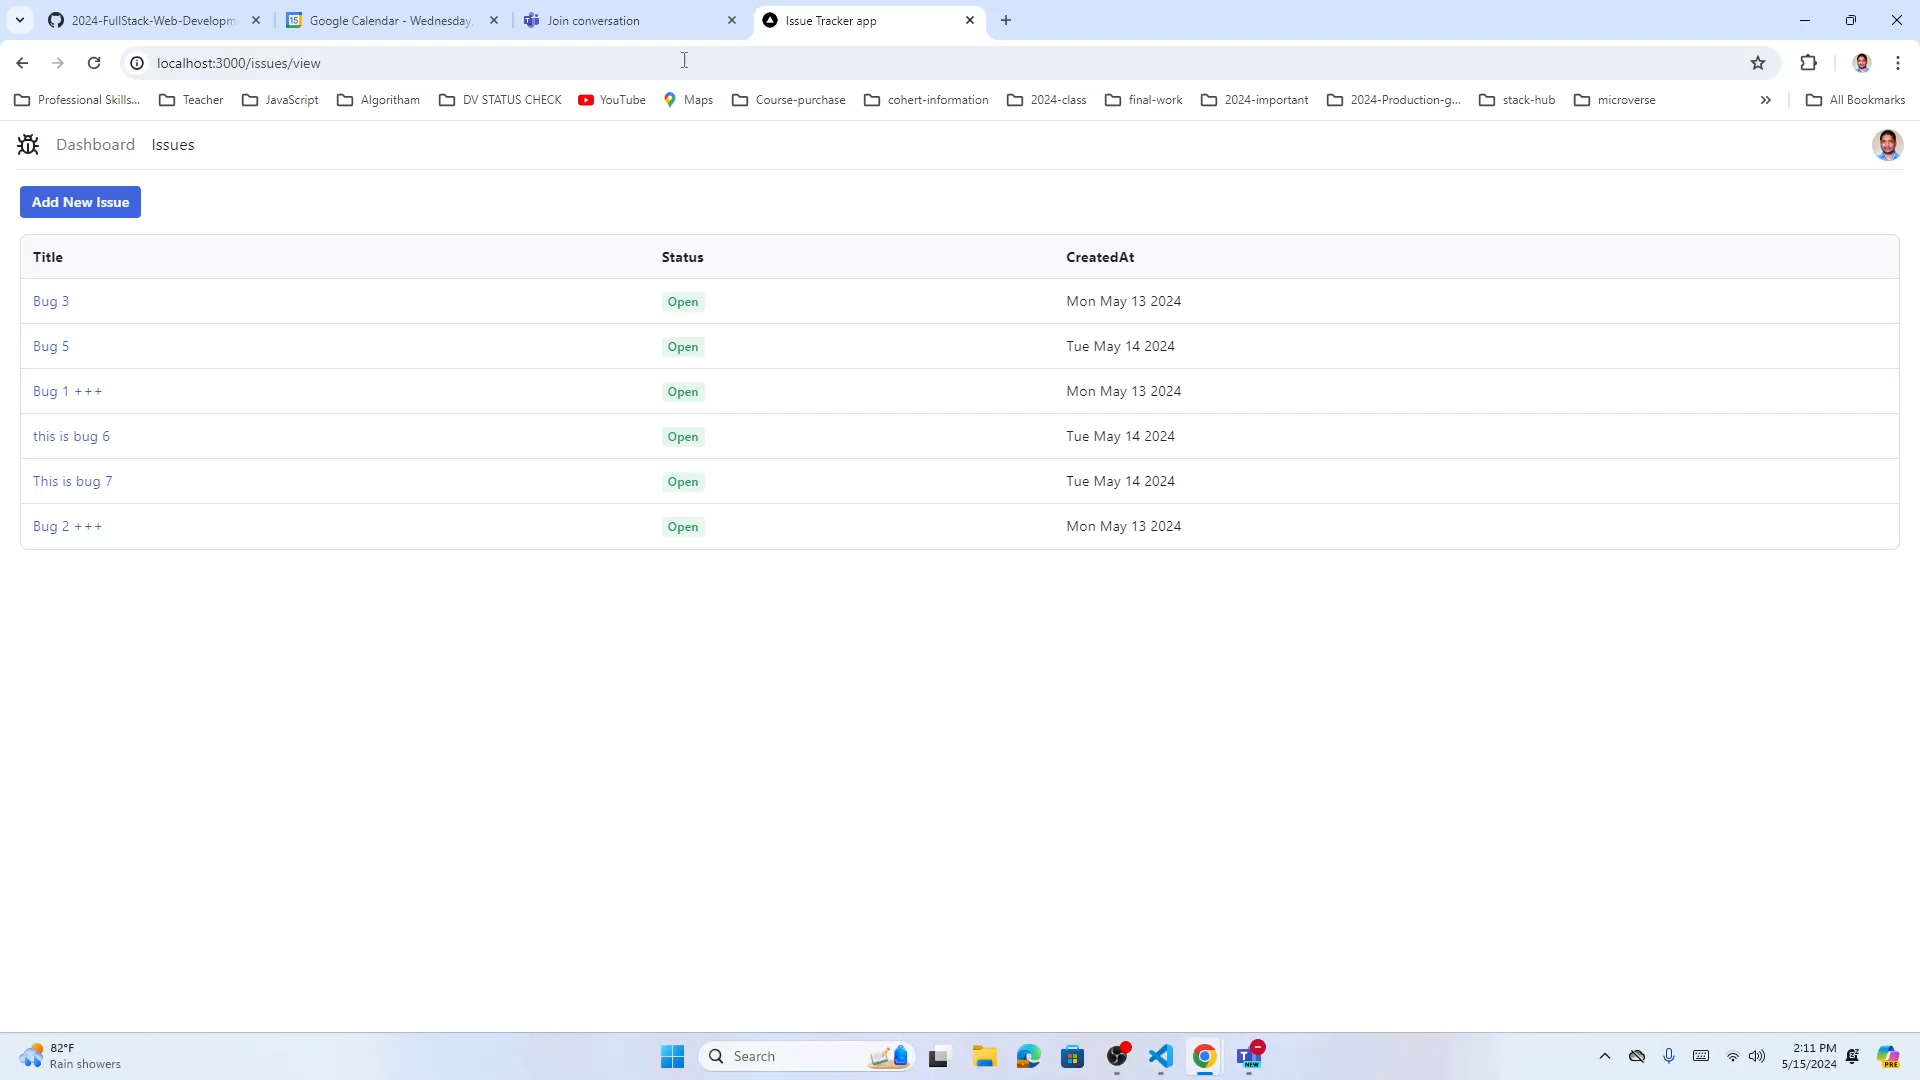 2024-FullStack-Web-Developm
Google Calendar - Wednesday,
Join conversation
Issue Tracker app
localhost:3000/issues/view
Professional Skills...
Teacher
JavaScript
Algoritham
DV STATUS CHECK
YouTube
Maps
Course-purchase
cohert-information
2024-class
final-work
2024-important
2024-Production-g...
stack-hub
microverse
All Bookmarks
Dashboard
Issues
Add New Issue
Title Status CreatedAt
Bug 3 Open Mon May 13 2024
Bug 5 Open Tue May 14 2024
Bug 1 +++ Open Mon May 13 2024
this is bug 6 Open Tue May 14 2024
This is bug 7 Open Tue May 14 2024
Bug 2 +++ Open Mon May 13 2024
82°F
Rain showers
Search
NEW
2:11 PM
5/15/2024
PRE